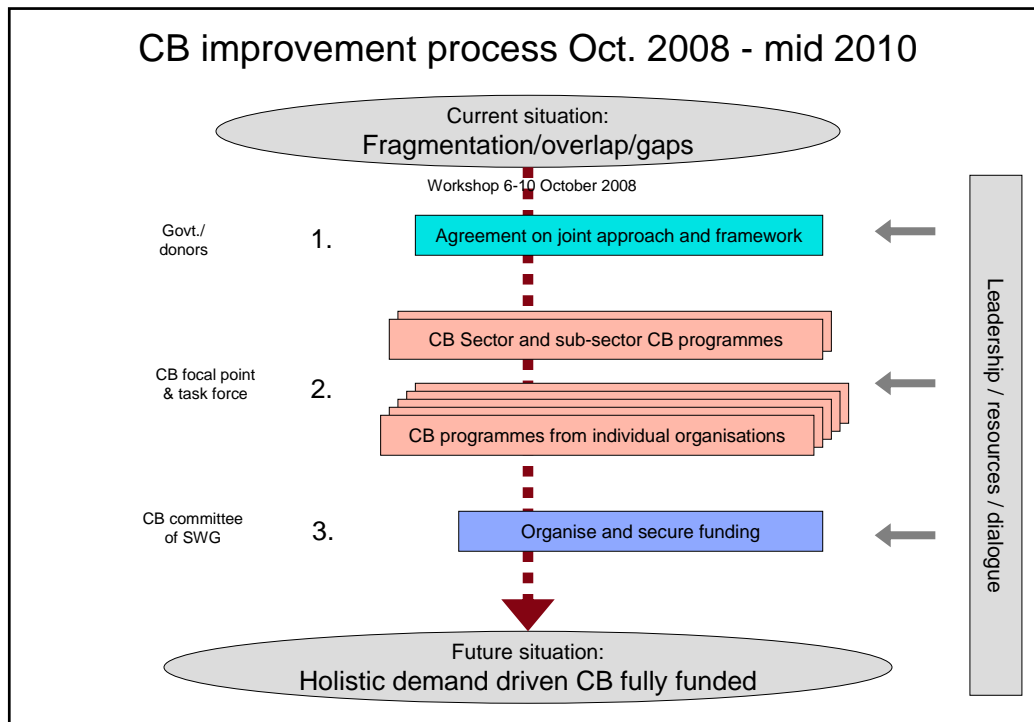 CB improvement process Oct. 2008 - mid 2010
Current situation:
Fragmentation/overlap/gaps
Workshop 6-10 October 2008
Govt./
donors
1.
Agreement on joint approach and framework
CB Sector and sub-sector CB programmes
CB focal point
& task force
2.
CB programmes from individual organisations
CB committee
of SWG
3.
Organise and secure funding
Future situation:
Holistic demand driven CB fully funded
Leadership / resources / dialogue